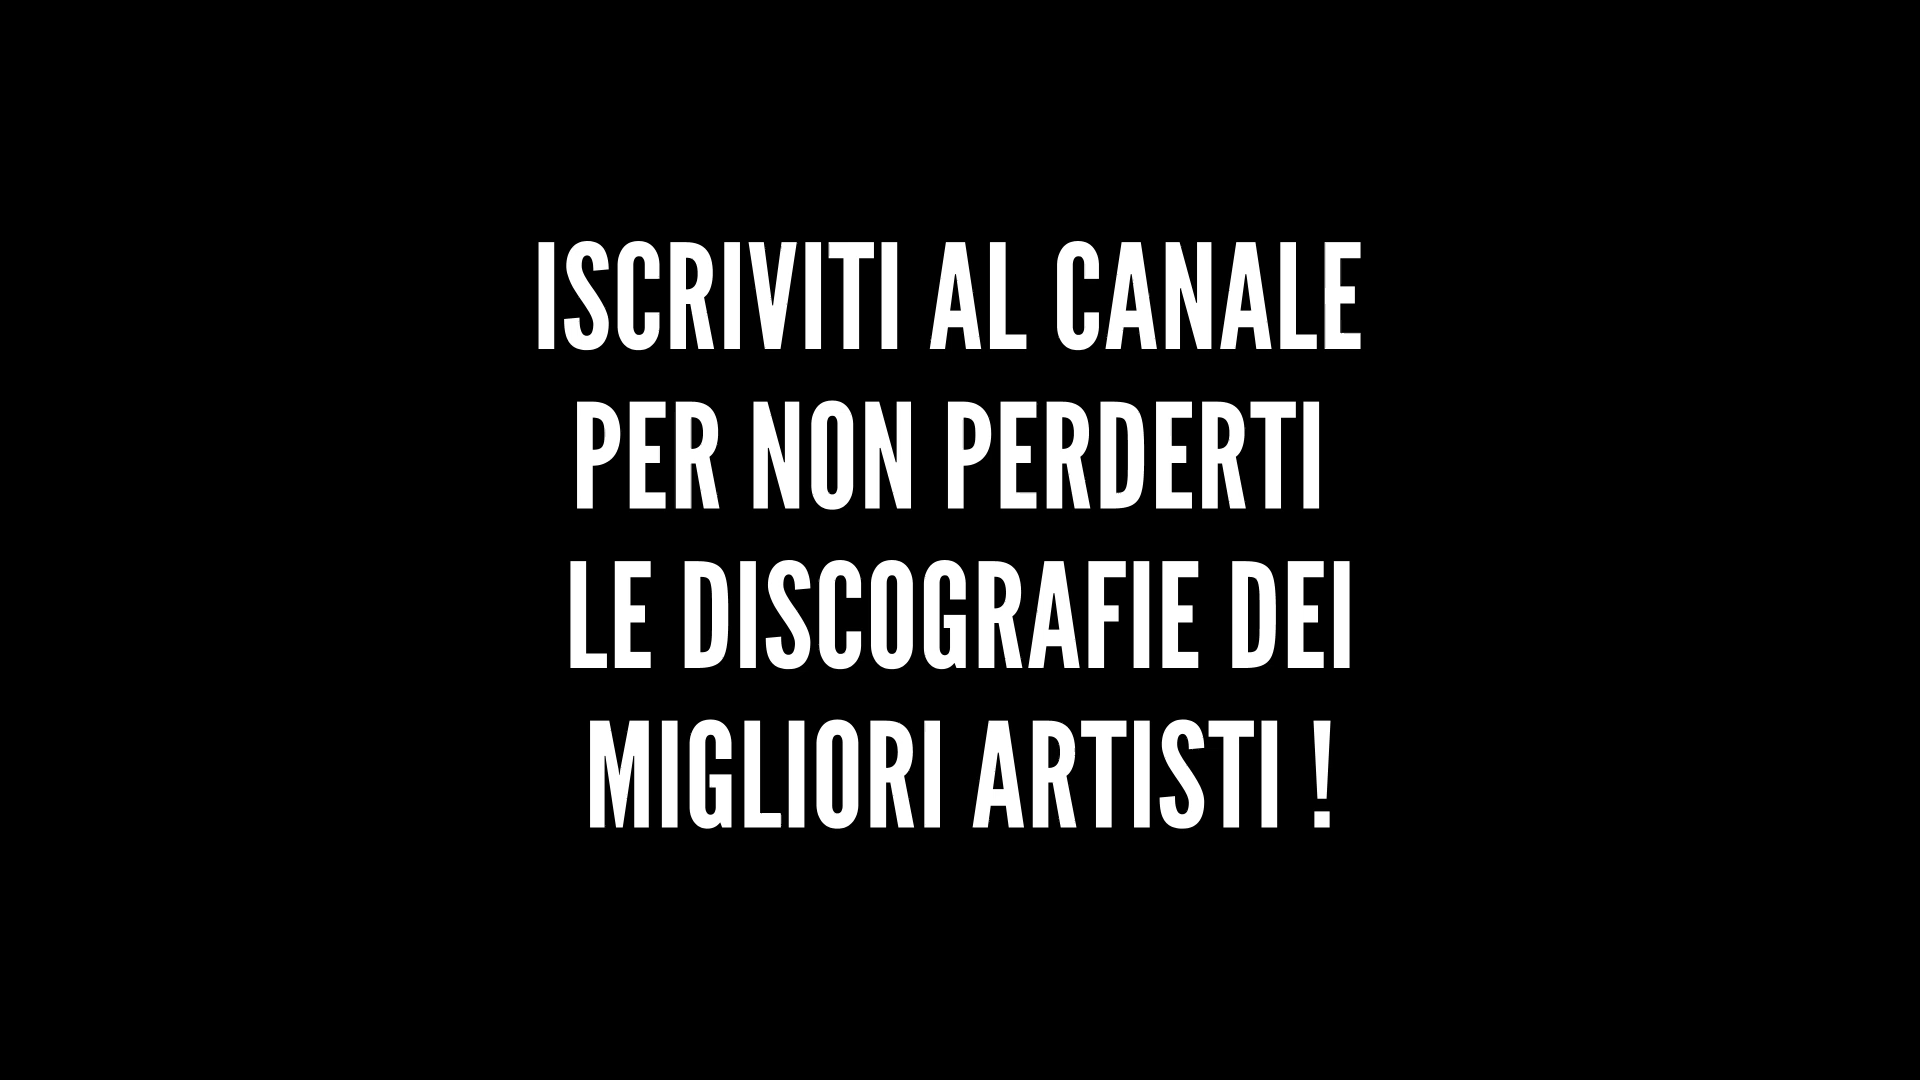 ISCRIVITI AL CANALE
PER NON PERDERTI
LE DISCOGRAFIE DEI
MIGLIORI ARTISTI !